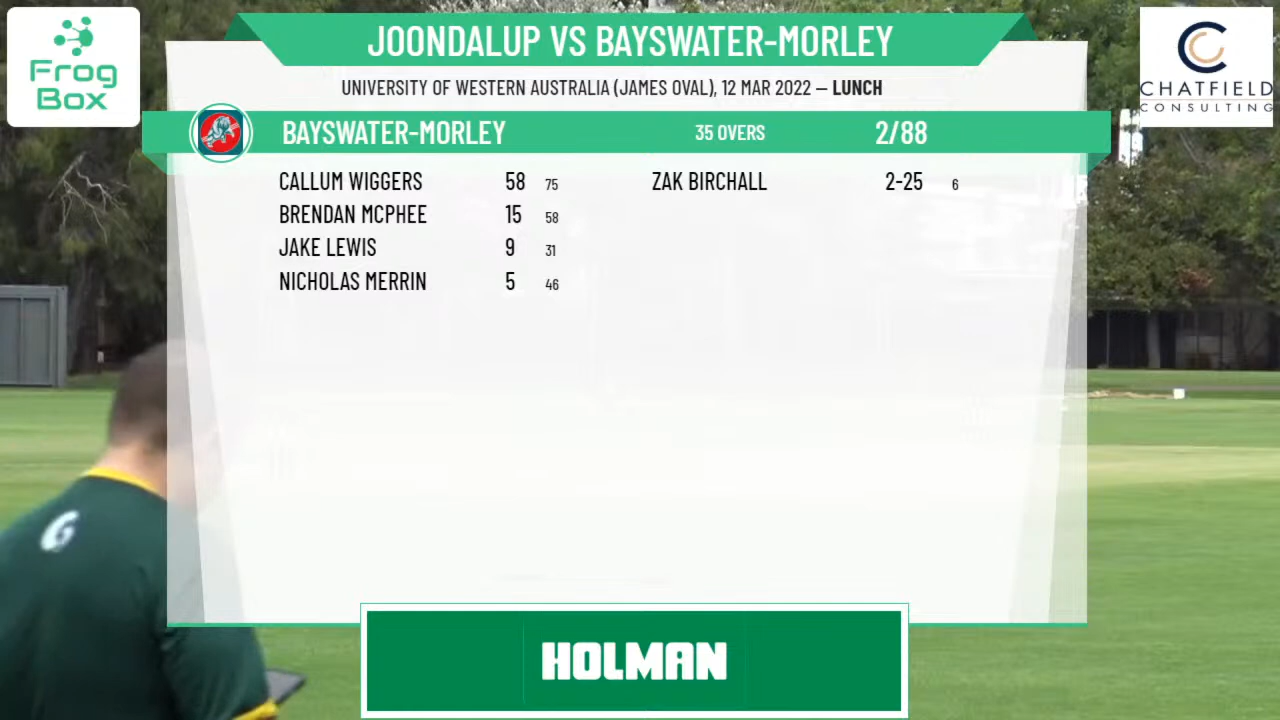 Frog
Box
JOONDALUP VS BAYSWATER-MORLEY
UNIVERSITY OF WESTERN AUSTRALIA (JAMES OVAL), 12 MAR 2022 – LUNCH
CHATFIELD
CONSULTING
BAYSWATER-MORLEY 35 OVERS 2/88
CALLUM WIGGERS 58 75 ZAK BIRCHALL 2-25 6
BRENDAN MCPHEE 15 58
JAKE LEWIS 9 31
NICHOLAS MERRIN 5 46
6
HOLMAN